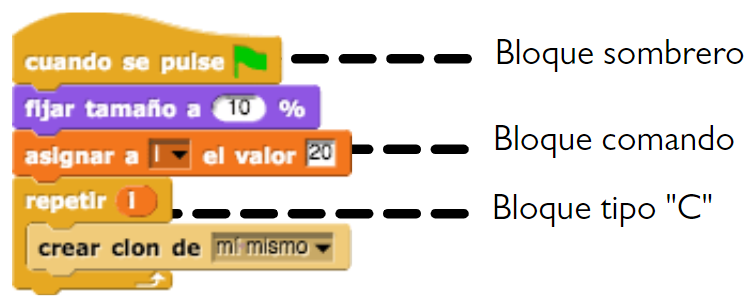 cuando se pulse
Bloque sombrero
fijar tamaño a 10 %
asignar a l el valor 20
Bloque comando
repetir l
Bloque tipo "C"
crear clon de mí mismo